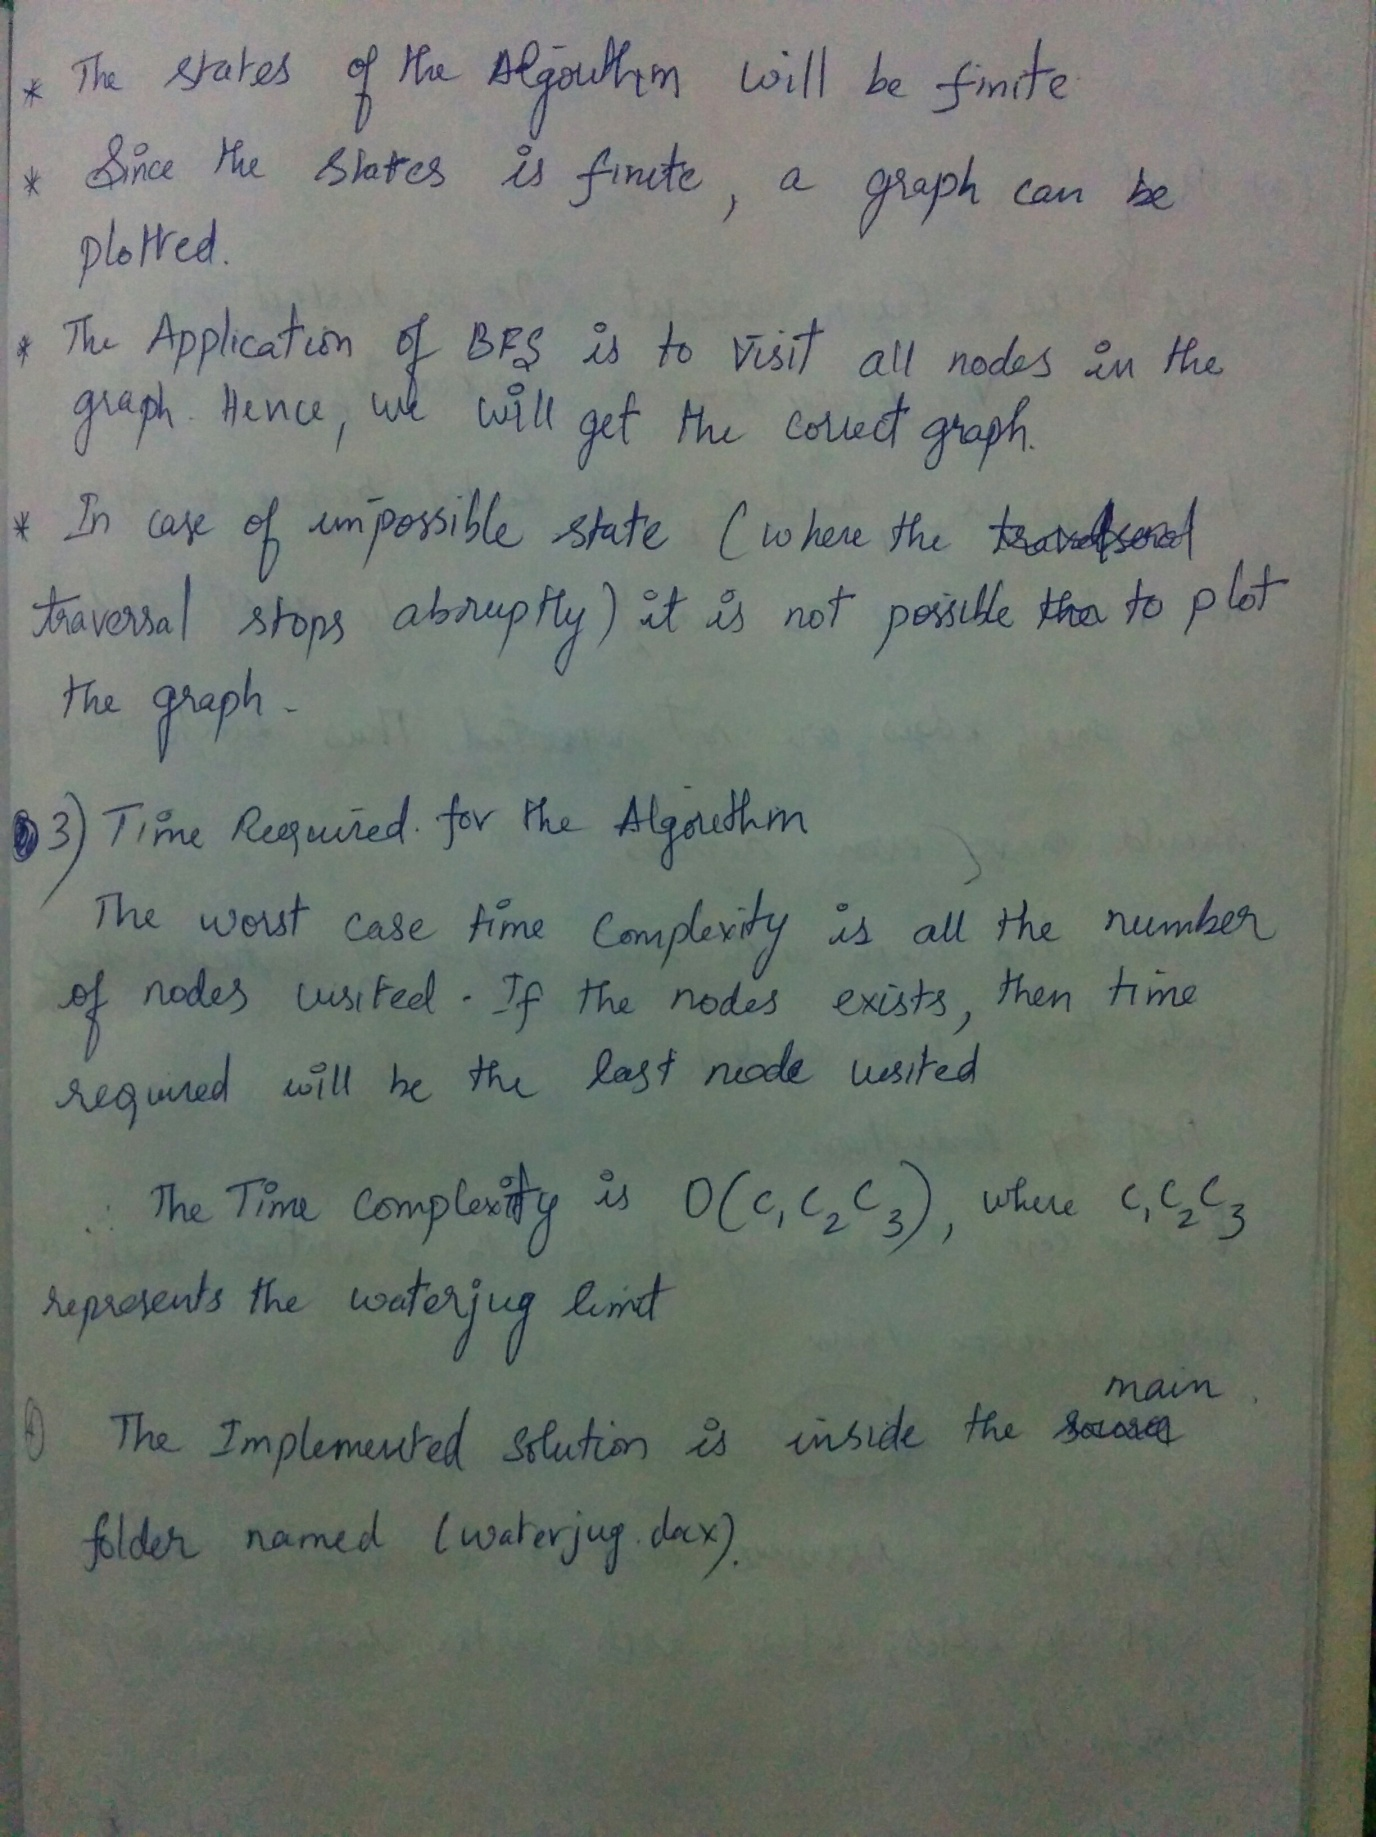 * The states of the Algorithm will be finite
* Since the states is finite, a graph can be
plotted.
* The Application of BFS is to visit all nodes in the
graph. Hence, we will get the correct graph.
* In case of impossible state (where the
traversal stops abruptly) it is not possible to plot
the graph.
3) Time Required for the Algorithm
The worst case time complexity is all the number
of nodes visited. If the nodes exists, then time
required will be the last node visited
∴ The Time complexity is O(C₁C₂C₃), where C₁C₂C₃
represents the waterjug limit
The Implemented solution is inside the main
folder named (waterjug.dox).